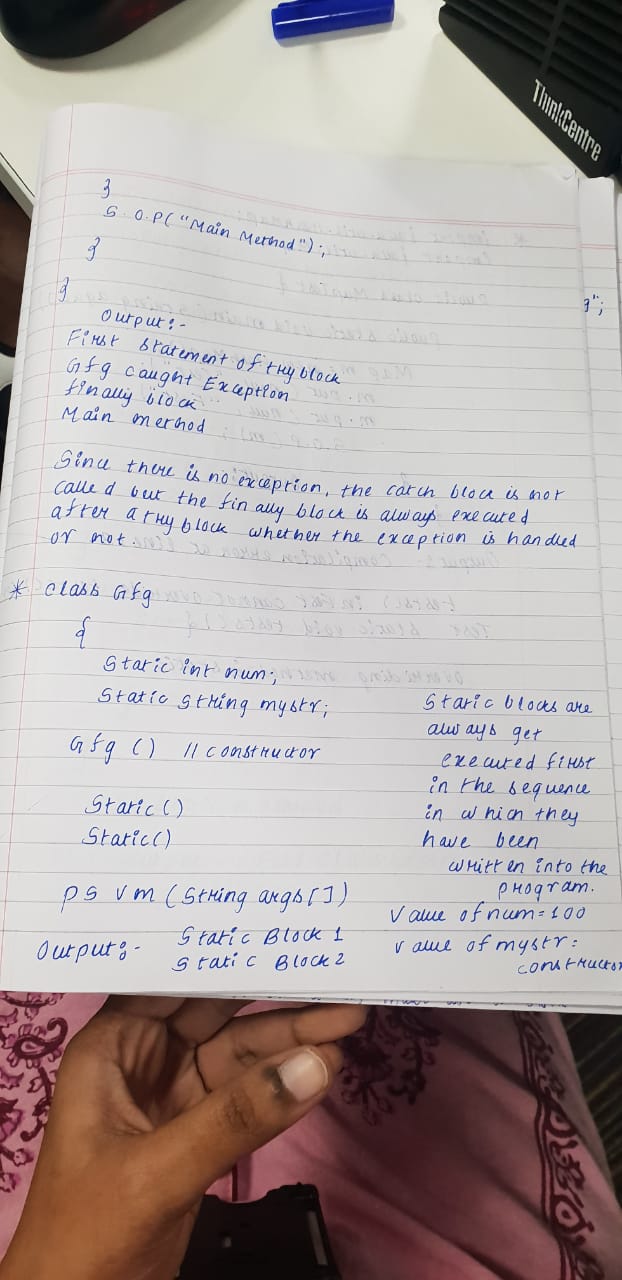 ThinkCentre
}
S.O.P("Main Method");
}
}
g";
Output:-
First Statement of try block
Gfg caught Exception
finally block
Main method
Since there is no exception, the catch block is not
called but the finally block is always executed
after a try block whether the exception is handled
or not.
* class Gfg
{
Static int num;
Static String mystr;
Gfg () // constructor
Static()
Static()
PS V m (String args[])
Output:- Static Block 1
Static Block 2
Static blocks are
always get
executed first
in the sequence
in which they
have been
written into the
program.
Value of num = 100
Value of mystr:
constructor